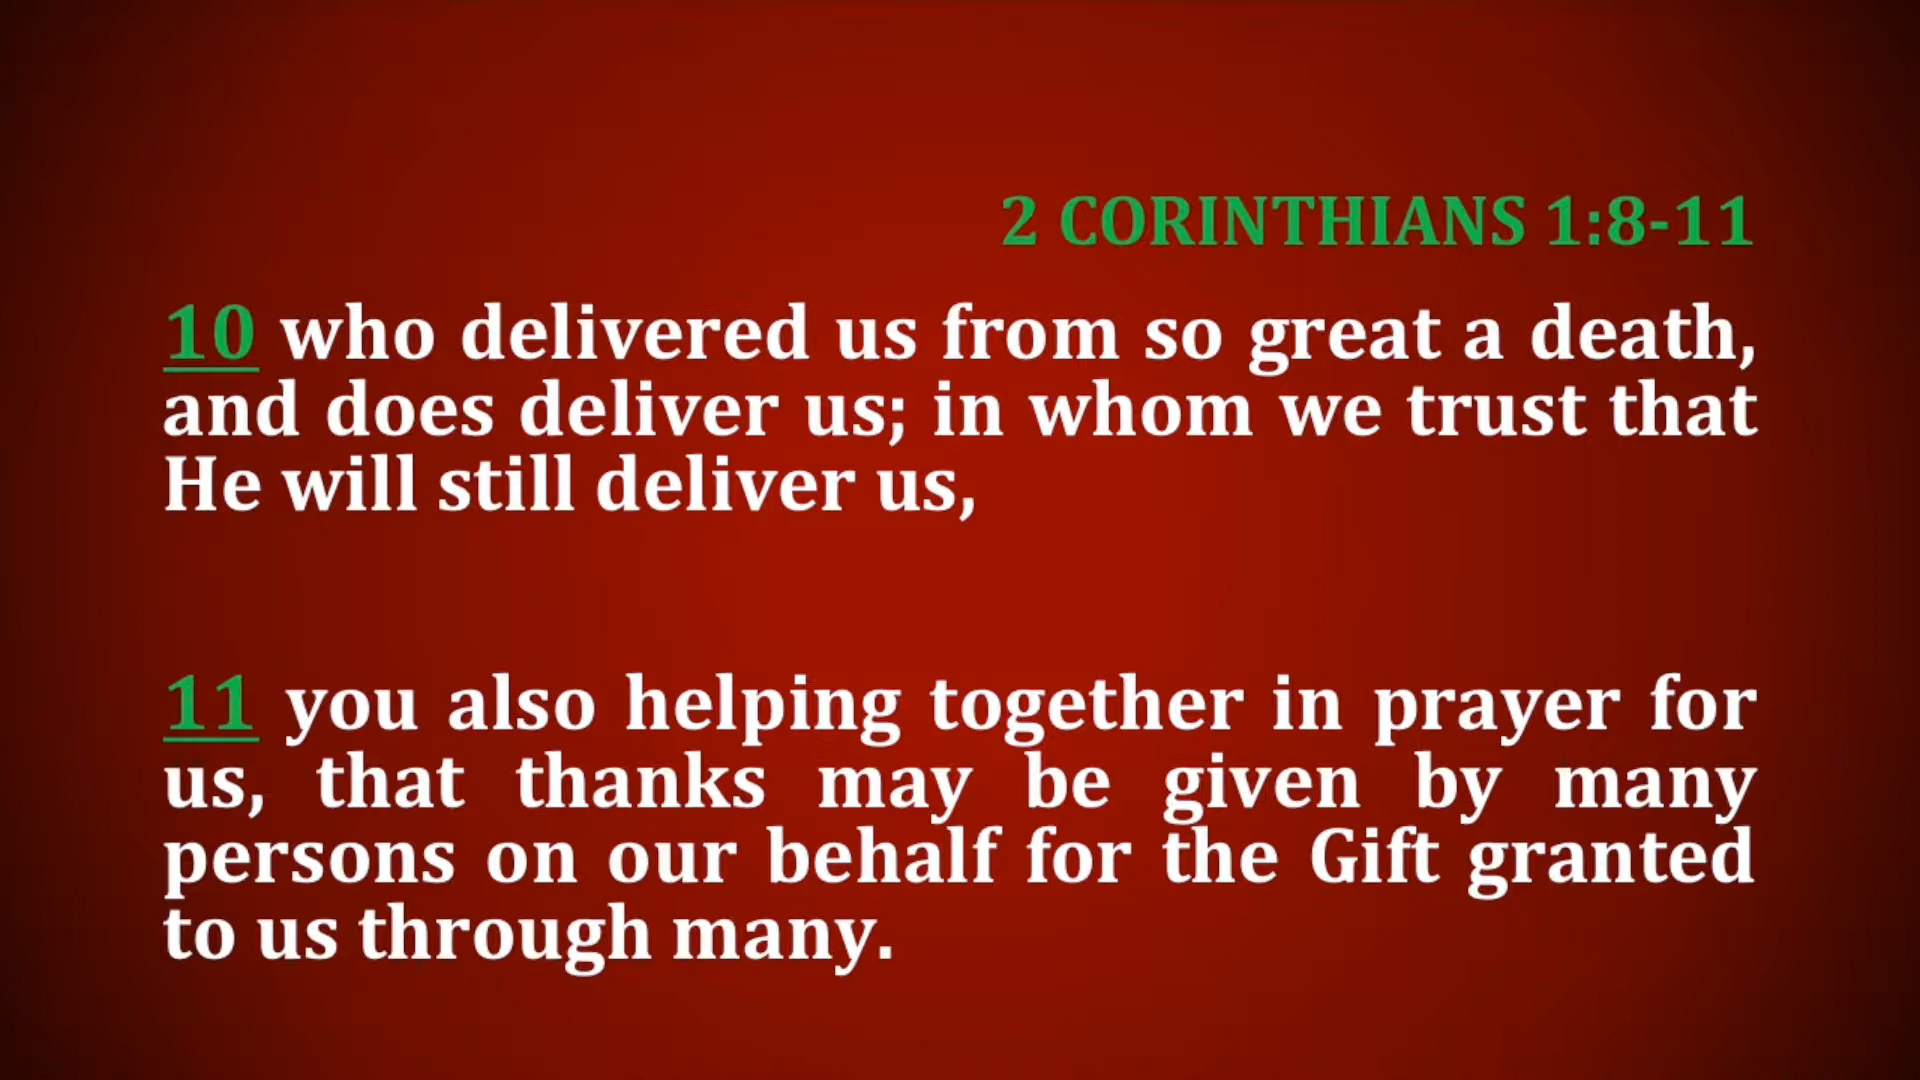 2 CORINTHIANS 1:8-11
10 who delivered us from so great a death,
and does deliver us; in whom we trust that
He will still deliver us,
11 you also helping together in prayer for
us, that thanks may be given by many
persons on our behalf for the Gift granted
to us through many.